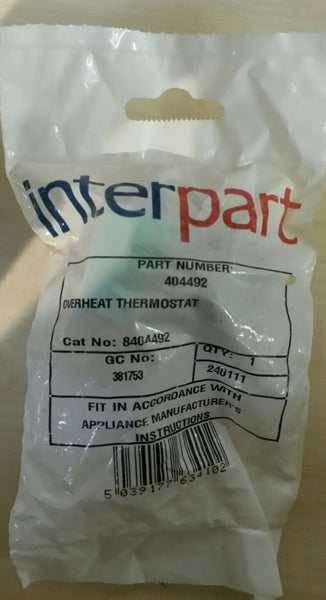 interpart
PART NUMBER
404492
OVERHEAT THERMOSTAT
Cat No: 8404492
GC No:
381753
QTY: 1
240111
FIT IN ACCORDANCE WITH
APPLIANCE MANUFACTURER'S
INSTRUCTIONS
5 039177 634102